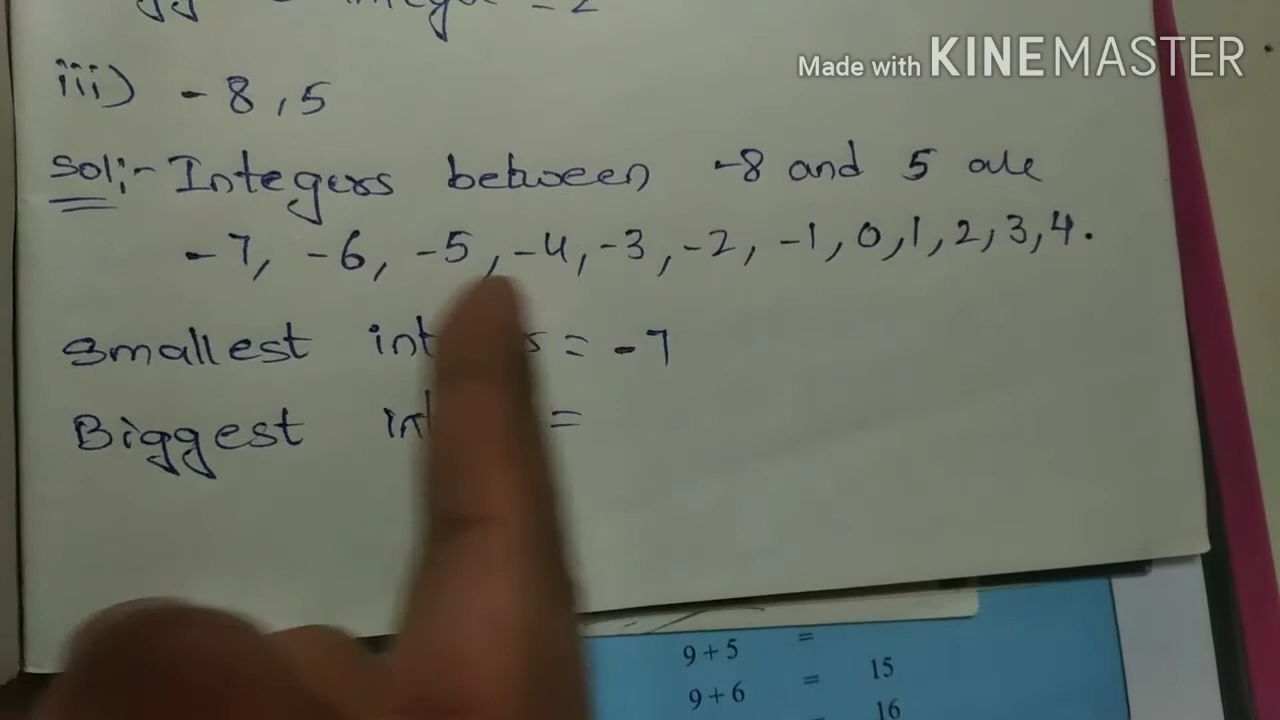 Made with KINEMASTER
iii) -8, 5
Sol:- Integers between -8 and 5 are
-7, -6, -5, -4, -3, -2, -1, 0, 1, 2, 3, 4.
Smallest = -7
Biggest =
9 + 5 =
9 + 6 = 15
= 16